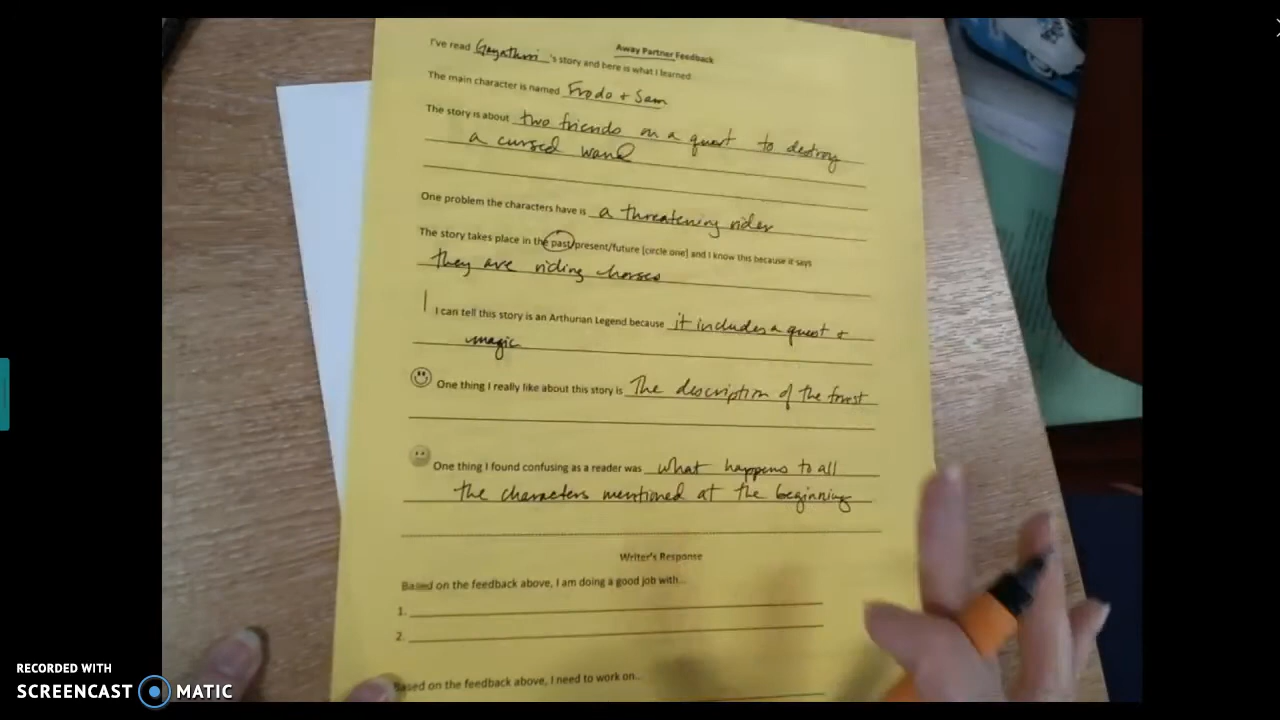 Away Partner Feedback
I've read Gayathri's story and here is what I learned
The main character is named Frodo + Sam
The story is about two friends on a quest to destroy
a cursed wand
One problem the characters have is a threatening rider
The story takes place in the past/present/future [circle one] and I know this because it says
they are riding horses
I can tell this story is an Arthurian Legend because it includes a quest +
magic
One thing I really like about this story is The description of the forest
One thing I found confusing as a reader was what happens to all
the characters mentioned at the beginning
Writer's Response
Based on the feedback above, I am doing a good job with...
1.
2.
Based on the feedback above, I need to work on...
RECORDED WITH
SCREENCAST MATIC